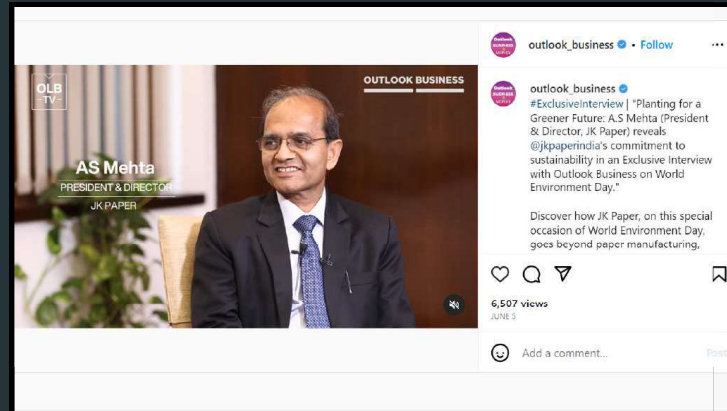 outlook_business • Follow
OLB
TV
OUTLOOK BUSINESS
AS Mehta
PRESIDENT & DIRECTOR
JK PAPER
outlook_business
#ExclusiveInterview | "Planting for a
Greener Future: A.S Mehta (President
& Director, JK Paper) reveals
@jkpaperindia's commitment to
sustainability in an Exclusive Interview
with Outlook Business on World
Environment Day."
Discover how JK Paper, on this special
occasion of World Environment Day,
goes beyond paper manufacturing,
6,507 views
JUNE 5
Add a comment...
Post